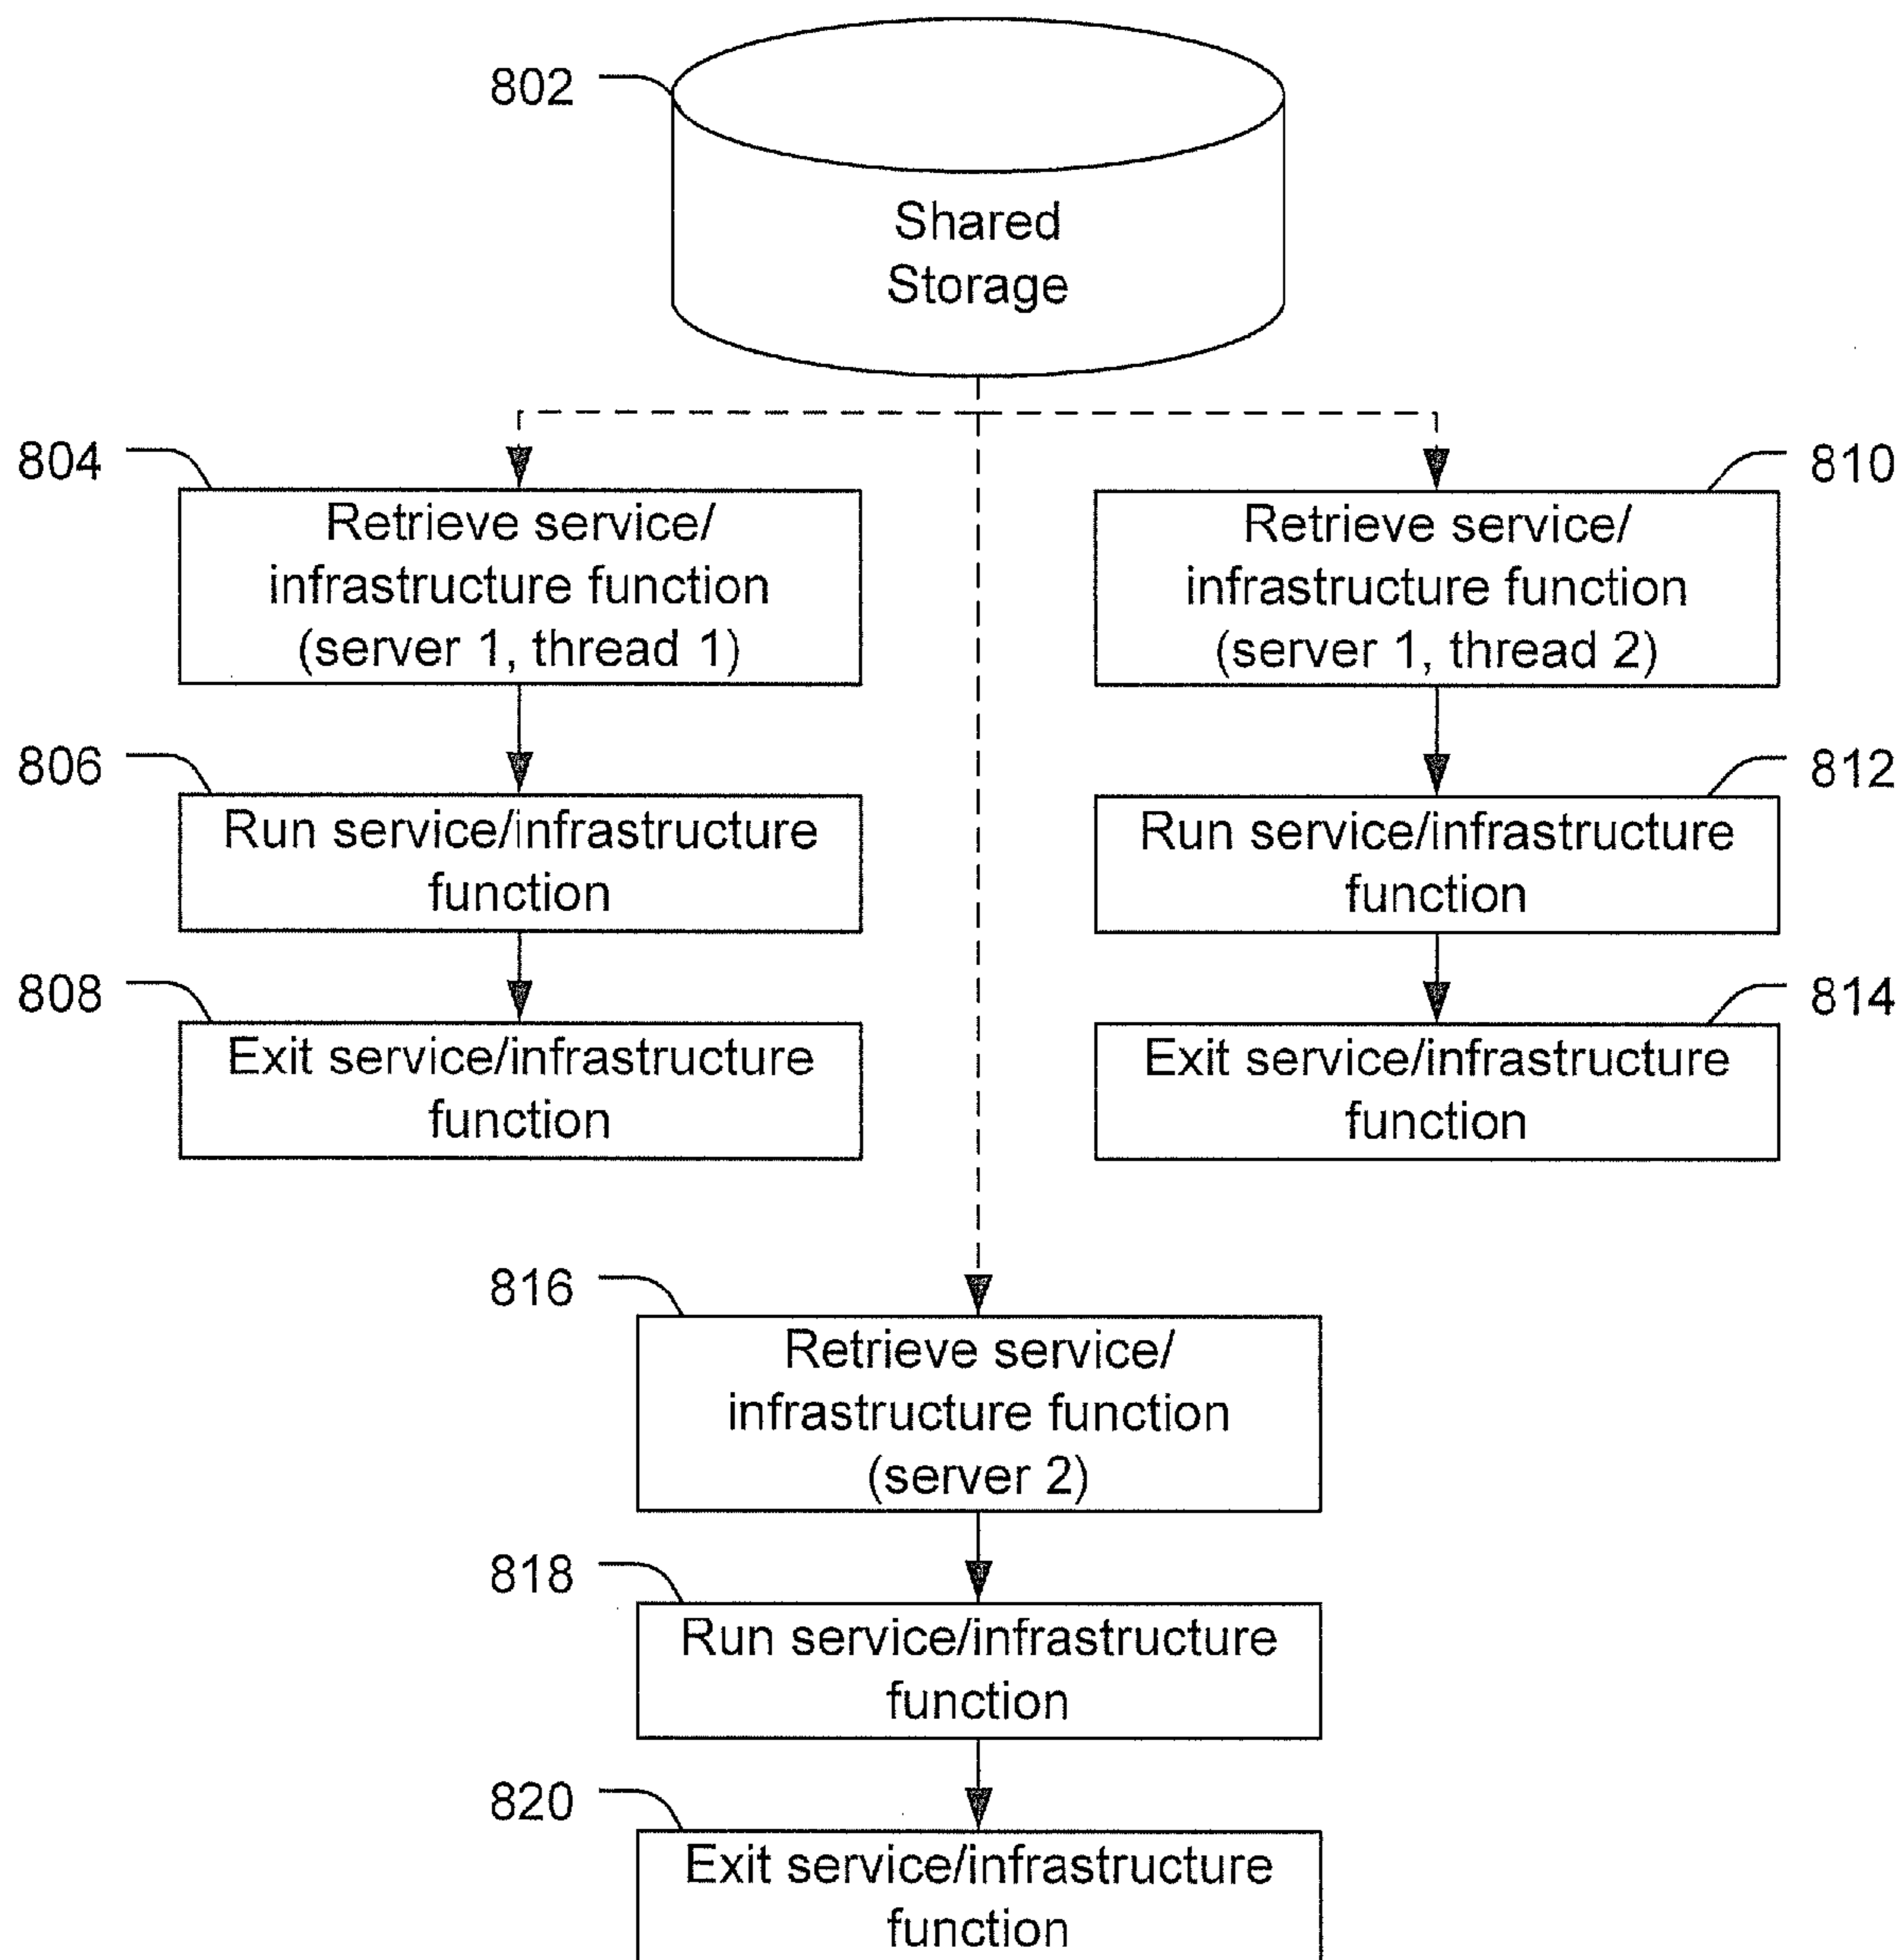 802
Shared
Storage
804
Retrieve service/
infrastructure function
(server 1, thread 1)
810
Retrieve service/
infrastructure function
(server 1, thread 2)
806
Run service/infrastructure
function
812
Run service/infrastructure
function
808
Exit service/infrastructure
function
814
Exit service/infrastructure
function
816
Retrieve service/
infrastructure function
(server 2)
818
Run service/infrastructure
function
820
Exit service/infrastructure
function